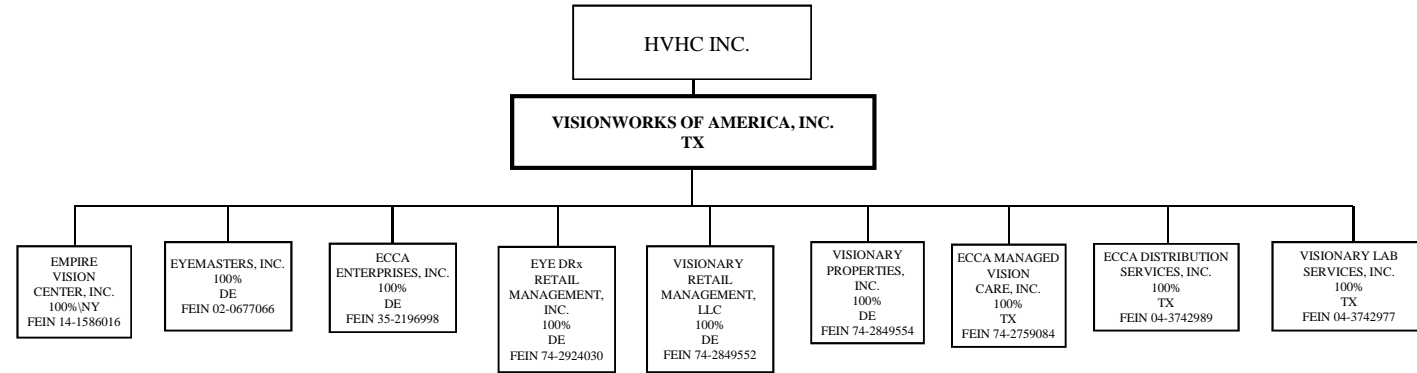 HVHC INC.
VISIONWORKS OF AMERICA, INC.
TX
EMPIRE
VISION
CENTER, INC.
100%\NY
FEIN 14-1586016
EYEMASTERS, INC.
100%
DE
FEIN 02-0677066
ECCA
ENTERPRISES, INC.
100%
DE
FEIN 35-2196998
EYE DRx
RETAIL
MANAGEMENT,
INC.
100%
DE
FEIN 74-2924030
VISIONARY
RETAIL
MANAGEMENT,
LLC
100%
DE
FEIN 74-2849552
VISIONARY
PROPERTIES,
INC.
100%
DE
FEIN 74-2849554
ECCA MANAGED
VISION
CARE, INC.
100%
TX
FEIN 74-2759084
ECCA DISTRIBUTION
SERVICES, INC.
100%
TX
FEIN 04-3742989
VISIONARY LAB
SERVICES, INC.
100%
TX
FEIN 04-3742977